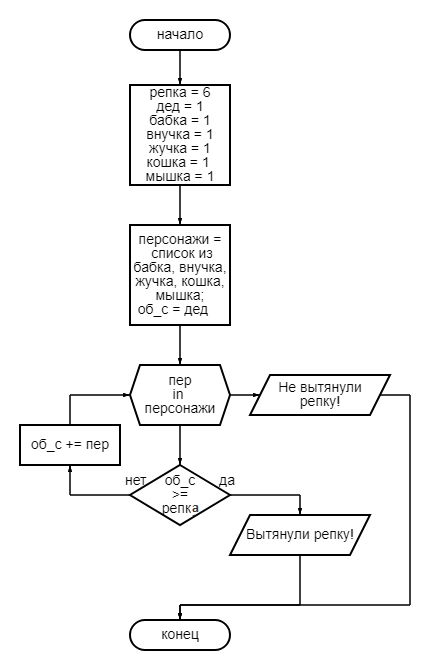 начало
репка = 6
дед = 1
бабка = 1
внучка = 1
жучка = 1
кошка = 1
мышка = 1
персонажи =
список из
бабка, внучка,
жучка, кошка,
мышка;
об_с = дед
пер
in
персонажи
Не вытянули
репку!
об_с += пер
нет
об_с
>=
репка
да
Вытянули репку!
конец